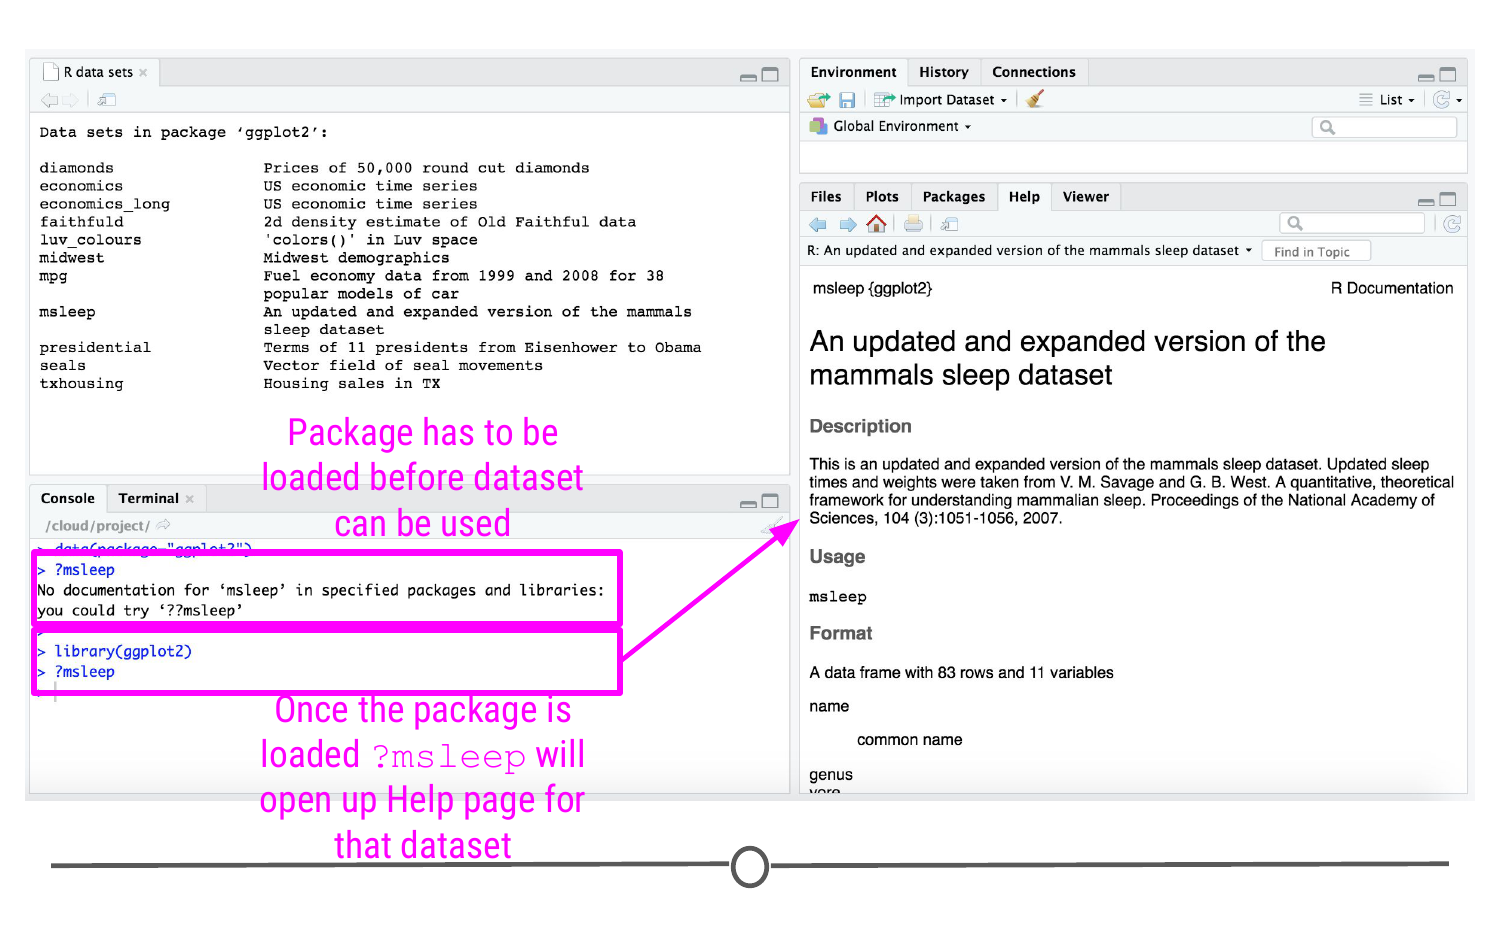 R data sets
Data sets in package ‘ggplot2’:
diamonds Prices of 50,000 round cut diamonds
economics US economic time series
economics_long US economic time series
faithfuld 2d density estimate of Old Faithful data
luv_colours 'colors()' in Luv space
midwest Midwest demographics
mpg Fuel economy data from 1999 and 2008 for 38
popular models of car
msleep An updated and expanded version of the mammals
sleep dataset
presidential Terms of 11 presidents from Eisenhower to Obama
seals Vector field of seal movements
txhousing Housing sales in TX
Package has to be
loaded before dataset
can be used
Console Terminal
/cloud/project/
> data(package="ggplot2")
> ?msleep
No documentation for ‘msleep’ in specified packages and libraries:
you could try ‘??msleep’
>
> library(ggplot2)
> ?msleep
Once the package is
loaded ?msleep will
open up Help page for
that dataset
Environment History Connections
Import Dataset List
Global Environment
Files Plots Packages Help Viewer
R: An updated and expanded version of the mammals sleep dataset Find in Topic
msleep {ggplot2} R Documentation
An updated and expanded version of the
mammals sleep dataset
Description
This is an updated and expanded version of the mammals sleep dataset. Updated sleep
times and weights were taken from V. M. Savage and G. B. West. A quantitative, theoretical
framework for understanding mammalian sleep. Proceedings of the National Academy of
Sciences, 104 (3):1051-1056, 2007.
Usage
msleep
Format
A data frame with 83 rows and 11 variables
name
common name
genus
vore